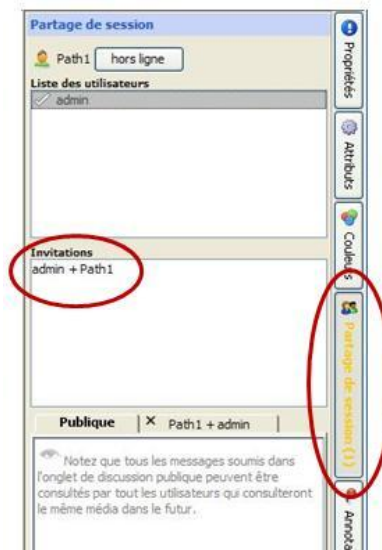 Partage de session
Path1 hors ligne
Liste des utilisateurs
admin
Invitations
admin + Path1
Publique
Path1 + admin
Notez que tous les messages soumis dans
l'onglet de discussion publique peuvent être
consultés par tout les utilisateurs qui consulteront
le même média dans le futur.
Propriétés
Attributs
Couleurs
Partage de session (1)
Annota